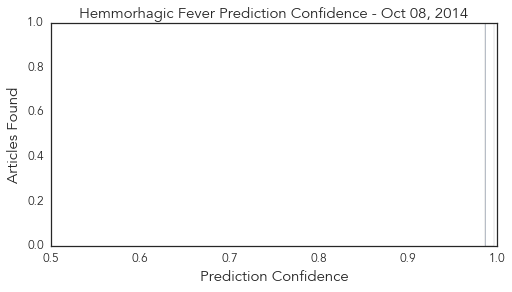 Hemmorhagic Fever Prediction Confidence - Oct 08, 2014
1.0
0.8
0.6
0.4
0.2
0.0
Articles Found
0.5 0.6 0.7 0.8 0.9 1.0
Prediction Confidence